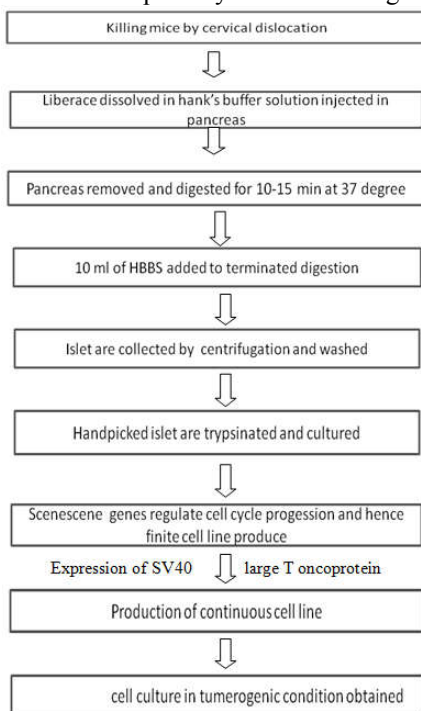 Killing mice by cervical dislocation
Liberace dissolved in hank's buffer solution injected in
pancreas
Pancreas removed and digested for 10-15 min at 37 degree
10 ml of HBBS added to terminated digestion
Islet are collected by centrifugation and washed
Handpicked islet are trypsinated and cultured
Scenescene genes regulate cell cycle progession and hence
finite cell line produce
Expression of SV40 large T oncoprotein
Production of continuous cell line
cell culture in tumerogenic condition obtained